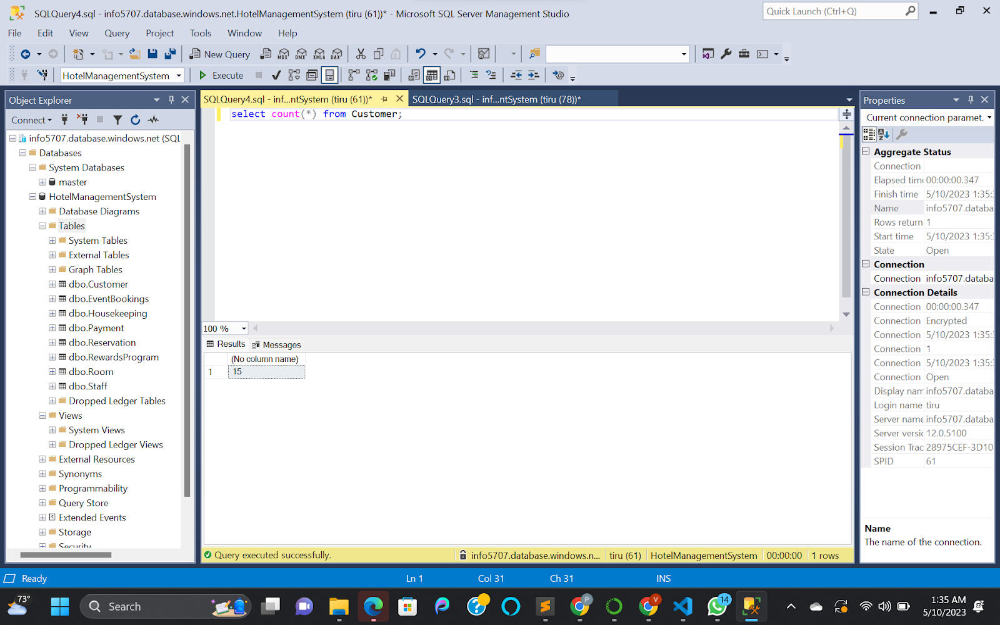 SQLQuery4.sql - info5707.database.windows.net.HotelManagementSystem (tiru (61))* - Microsoft SQL Server Management Studio
Quick Launch (Ctrl+Q)
File Edit View Query Project Tools Window Help
New Query
MDX DMX XMLA DAX
HotelManagementSystem
Execute
Object Explorer
Connect
info5707.database.windows.net (SQL
Databases
System Databases
master
HotelManagementSystem
Database Diagrams
Tables
System Tables
External Tables
Graph Tables
dbo.Customer
dbo.EventBookings
dbo.Housekeeping
dbo.Payment
dbo.Reservation
dbo.RewardsProgram
dbo.Room
dbo.Staff
Dropped Ledger Tables
Views
System Views
Dropped Ledger Views
External Resources
Synonyms
Programmability
Query Store
Extended Events
Storage
Security
SQLQuery4.sql - inf...ntSystem (tiru (61))*
SQLQuery3.sql - inf...ntSystem (tiru (78))*
select count(*) from Customer;
100 %
Results Messages
(No column name)
1 15
Query executed successfully.
info5707.database.windows.n... tiru (61) HotelManagementSystem 00:00:00 1 rows
Properties
Current connection paramet.
Aggregate Status
Connection
Elapsed time 00:00:00.347
Finish time 5/10/2023 1:35:
Name info5707.databa
Rows return 1
Start time 5/10/2023 1:35:
State Open
Connection
Connection info5707.databa
Connection Details
Connection 00:00:00.347
Connection Encrypted
Connection 5/10/2023 1:35:
Connection 1
Connection 5/10/2023 1:35:
Connection Open
Display nam info5707.databa
Login name tiru
Server name info5707.databa
Server versic 12.0.5100
Session Trac 28975CEF-3D10
SPID 61
Name
The name of the connection.
Ready
Ln 1 Col 31 Ch 31 INS
73°
Search
P
V
14
1:35 AM
5/10/2023